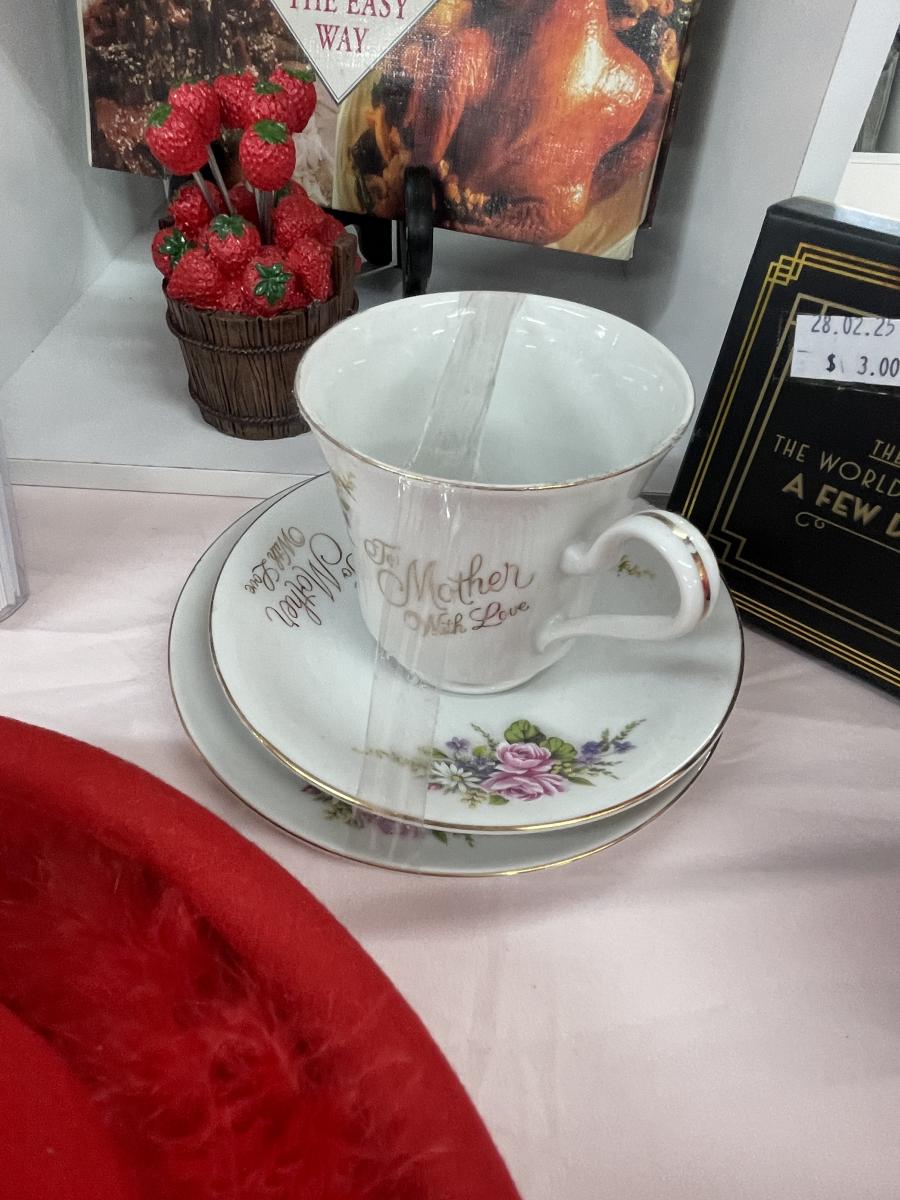 THE EASY
WAY
28.02.25
$ 3.00
THE
THE WORLD
A FEW D
To
Mother
With Love
To
Mother
With Love